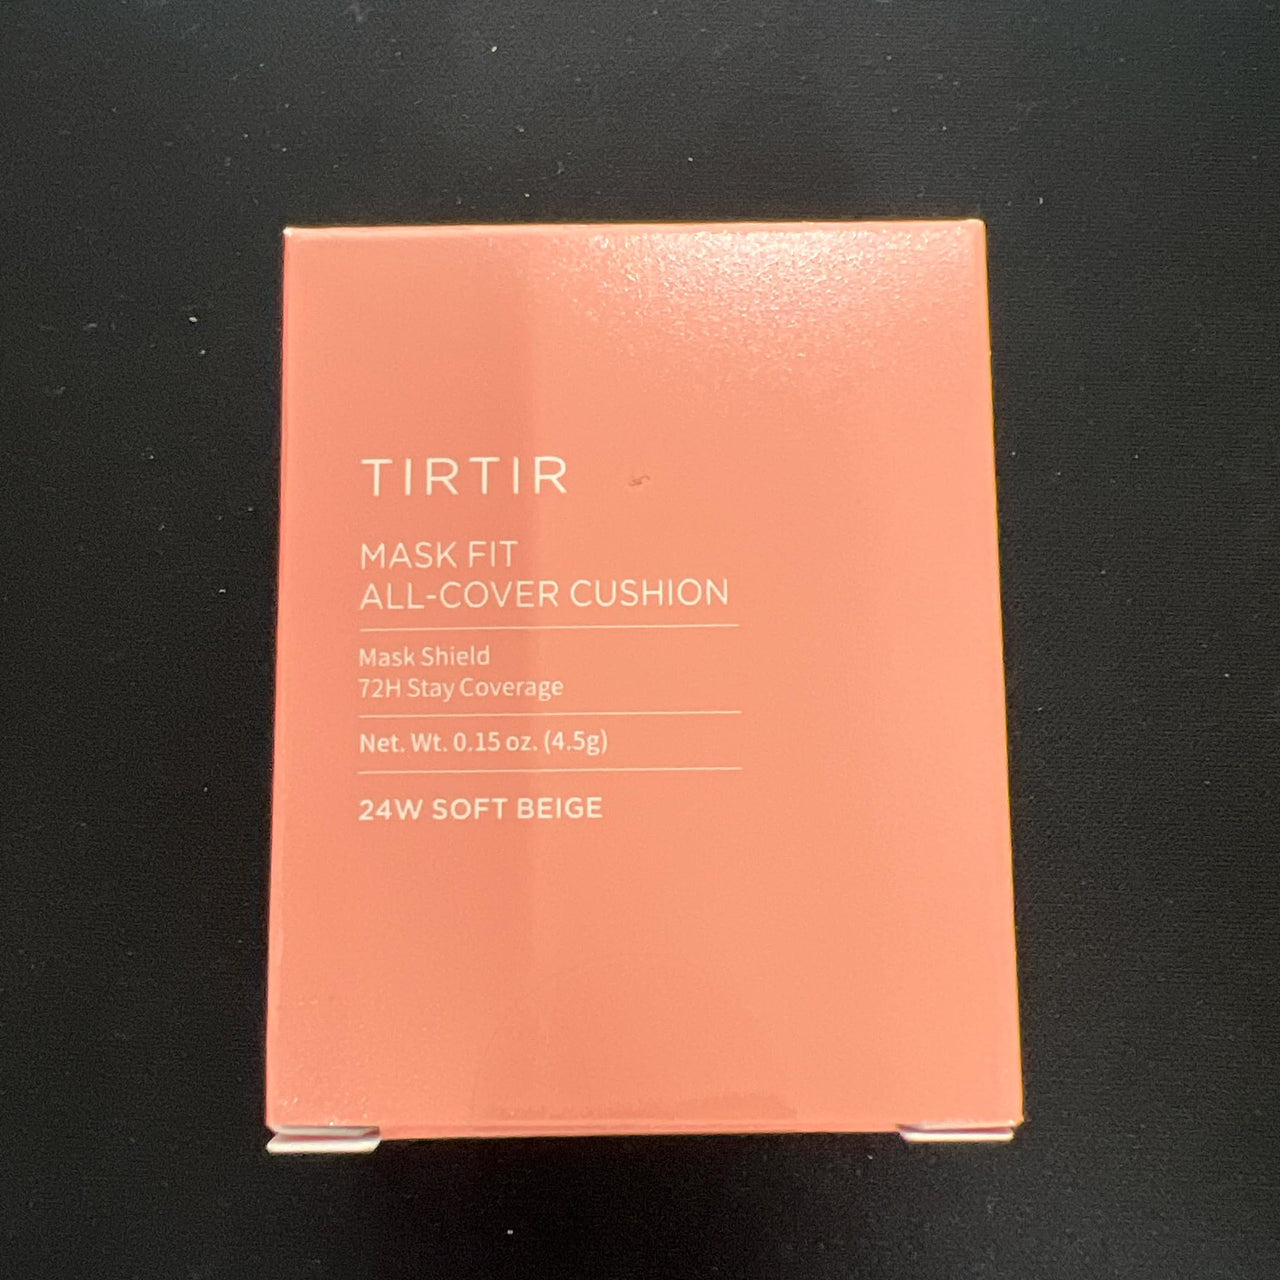 TIRTIR
MASK FIT
ALL-COVER CUSHION
Mask Shield
72H Stay Coverage
Net. Wt. 0.15 oz. (4.5g)
24W SOFT BEIGE